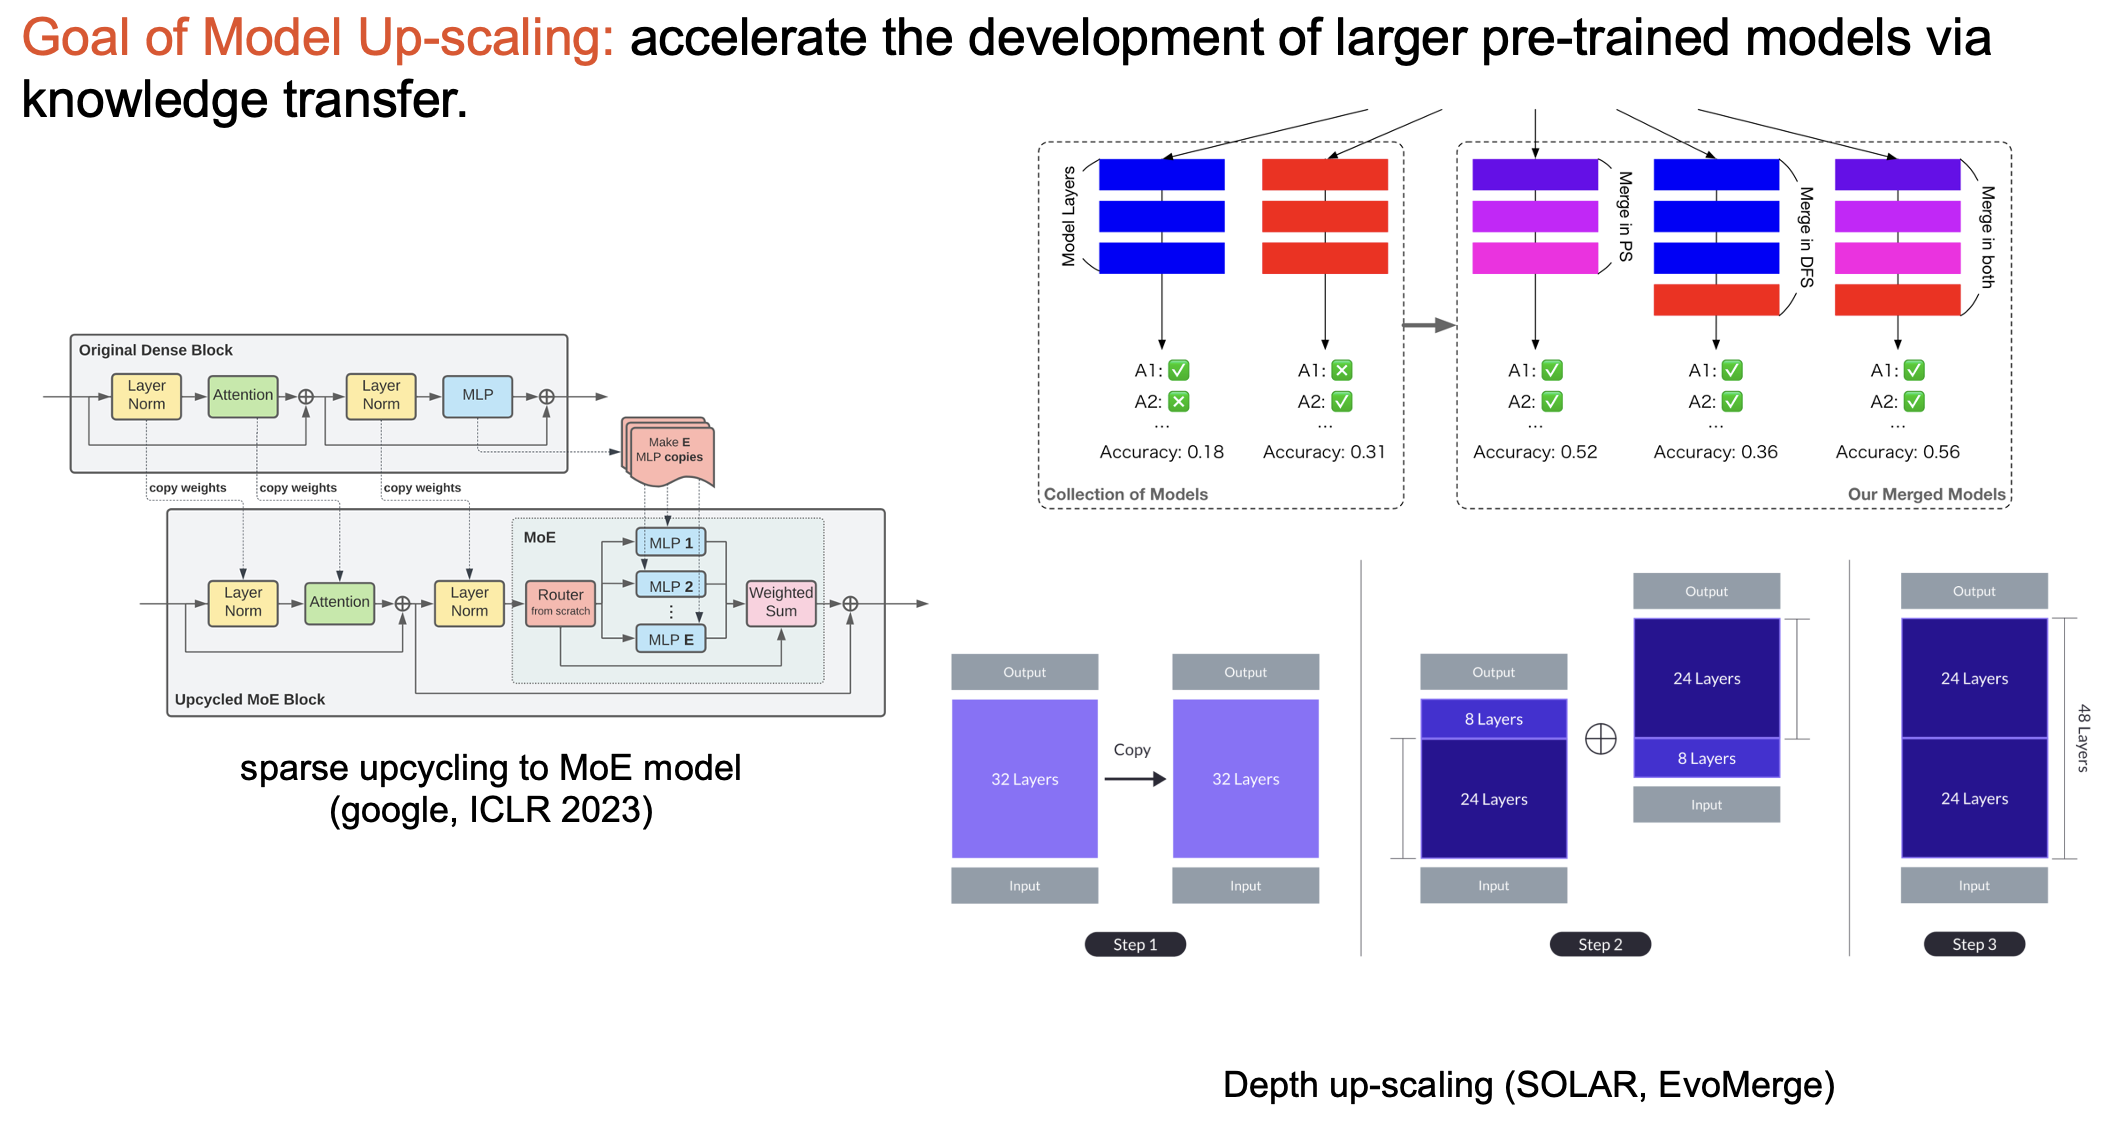 Goal of Model Up-scaling: accelerate the development of larger pre-trained models via
knowledge transfer.
Original Dense Block
Layer
Norm
Attention
Layer
Norm
MLP
Make E
MLP copies
copy weights
copy weights
copy weights
MoE
Layer
Norm
Attention
Layer
Norm
Router
from scratch
MLP 1
MLP 2
⋮
MLP E
Weighted
Sum
Upcycled MoE Block
sparse upcycling to MoE model
(google, ICLR 2023)
Model Layers
A1: ✅
A2: ❎
...
Accuracy: 0.18
A1: ❎
A2: ✅
...
Accuracy: 0.31
Collection of Models
Merge in PS
A1: ✅
A2: ✅
...
Accuracy: 0.52
Merge in DFS
A1: ✅
A2: ✅
...
Accuracy: 0.36
Merge in both
A1: ✅
A2: ✅
...
Accuracy: 0.56
Our Merged Models
Output
32 Layers
Input
Copy
Output
32 Layers
Input
Step 1
Output
8 Layers
24 Layers
Input
Output
24 Layers
8 Layers
Input
Step 2
Output
24 Layers
24 Layers
Input
48 Layers
Step 3
Depth up-scaling (SOLAR, EvoMerge)